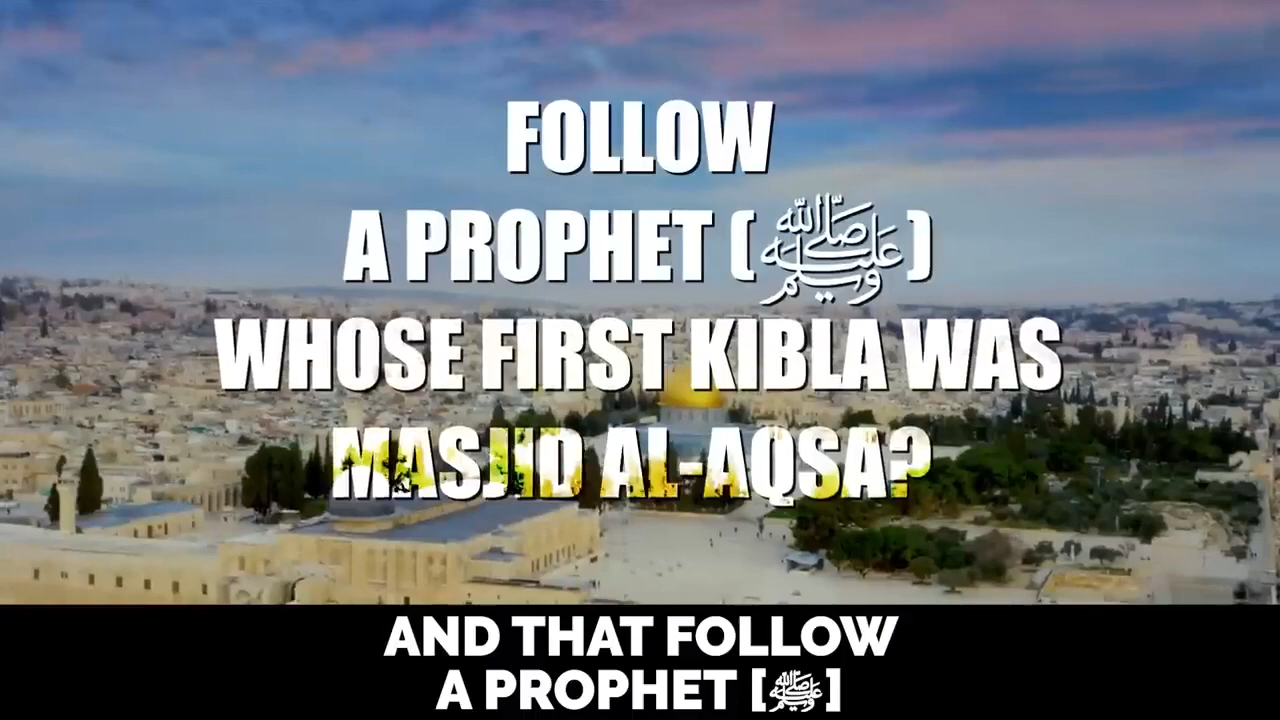 FOLLOW
A PROPHET (ﷺ)
WHOSE FIRST KIBLA WAS
MASJID AL-AQSA?
AND THAT FOLLOW
A PROPHET [ﷺ]